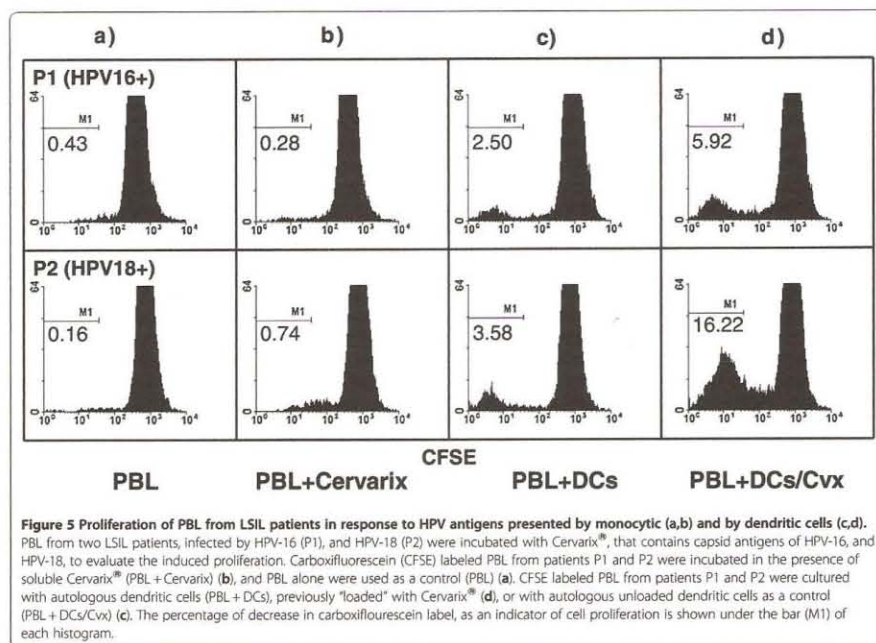 a) b) c) d)
P1 (HPV16+)
64 M1 0.43 0
64 M1 0.28 0
64 M1 2.50 0
64 M1 5.92 0
10⁰ 10¹ 10² 10³ 10⁴
10⁰ 10¹ 10² 10³ 10⁴
10⁰ 10¹ 10² 10³ 10⁴
10⁰ 10¹ 10² 10³ 10⁴
P2 (HPV18+)
64 M1 0.16 0
64 M1 0.74 0
64 M1 3.58 0
64 M1 16.22 0
10⁰ 10¹ 10² 10³ 10⁴
10⁰ 10¹ 10² 10³ 10⁴
10⁰ 10¹ 10² 10³ 10⁴
10⁰ 10¹ 10² 10³ 10⁴
CFSE
PBL PBL+Cervarix PBL+DCs PBL+DCs/Cvx
Figure 5 Proliferation of PBL from LSIL patients in response to HPV antigens presented by monocytic (a,b) and by dendritic cells (c,d).
PBL from two LSIL patients, infected by HPV-16 (P1), and HPV-18 (P2) were incubated with Cervarix®, that contains capsid antigens of HPV-16, and
HPV-18, to evaluate the induced proliferation. Carboxifluorescein (CFSE) labeled PBL from patients P1 and P2 were incubated in the presence of
soluble Cervarix® (PBL + Cervarix) (b), and PBL alone were used as a control (PBL) (a). CFSE labeled PBL from patients P1 and P2 were cultured
with autologous dendritic cells (PBL + DCs), previously "loaded" with Cervarix® (d), or with autologous unloaded dendritic cells as a control
(PBL + DCs/Cvx) (c). The percentage of decrease in carboxiflourescein label, as an indicator of cell proliferation is shown under the bar (M1) of
each histogram.